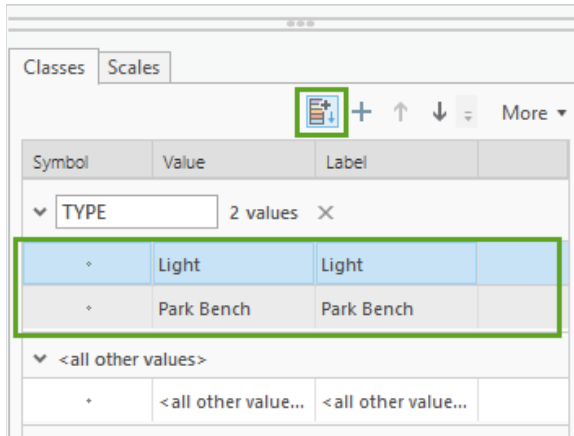 Classes Scales
More
Symbol Value Label
TYPE 2 values
Light Light
Park Bench Park Bench
<all other values>
<all other value... <all other value...